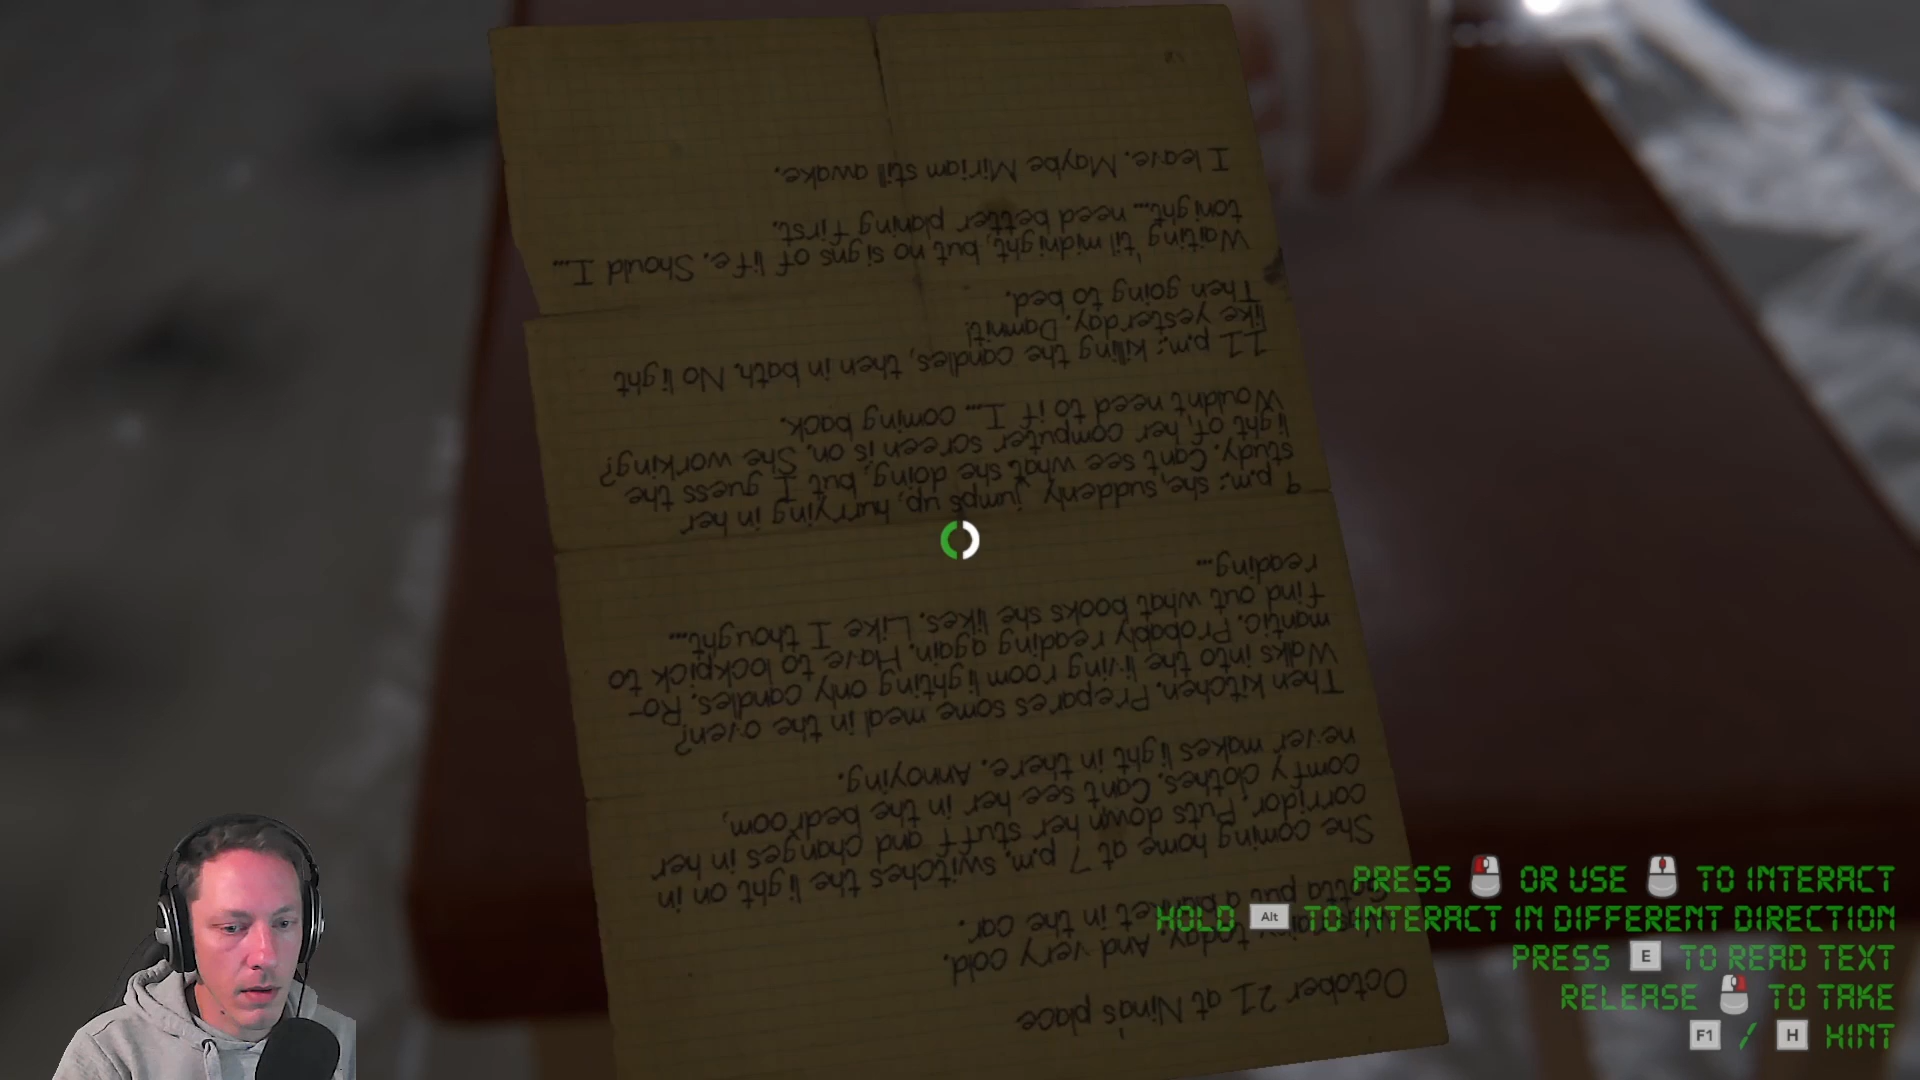 October 21 at Nina's place
today. And very cold.
Gotta put a blanket in the car.
She coming home at 7 p.m, switches the light on in
corridor. Puts down her stuff and changes in her
comfy clothes. Can't see her in the bedroom,
never makes light in there. Annoying.
Then kitchen. Prepares some meal in the oven?
Walks into the living room lighting only candles. Ro-
mantic. Probably reading again. Have to lockpick to
find out what books she likes. Like I thought...
reading...
9 p.m.: she suddenly jumps up, hurrying in her
study. Can't see what she doing, but I guess the
light of her computer screen is on. She working?
Wouldn't need to if I... coming back.
11 p.m.: killing the candles, then in bath. No light
like yesterday. Damnit!
Then going to bed.
Waiting 'til midnight, but no signs of life. Should I...
tonight... need better planing first.
I leave. Maybe Miriam still awake.
PRESS OR USE TO INTERACT
HOLD Alt TO INTERACT IN DIFFERENT DIRECTION
PRESS E TO READ TEXT
RELEASE TO TAKE
F1 / H HINT